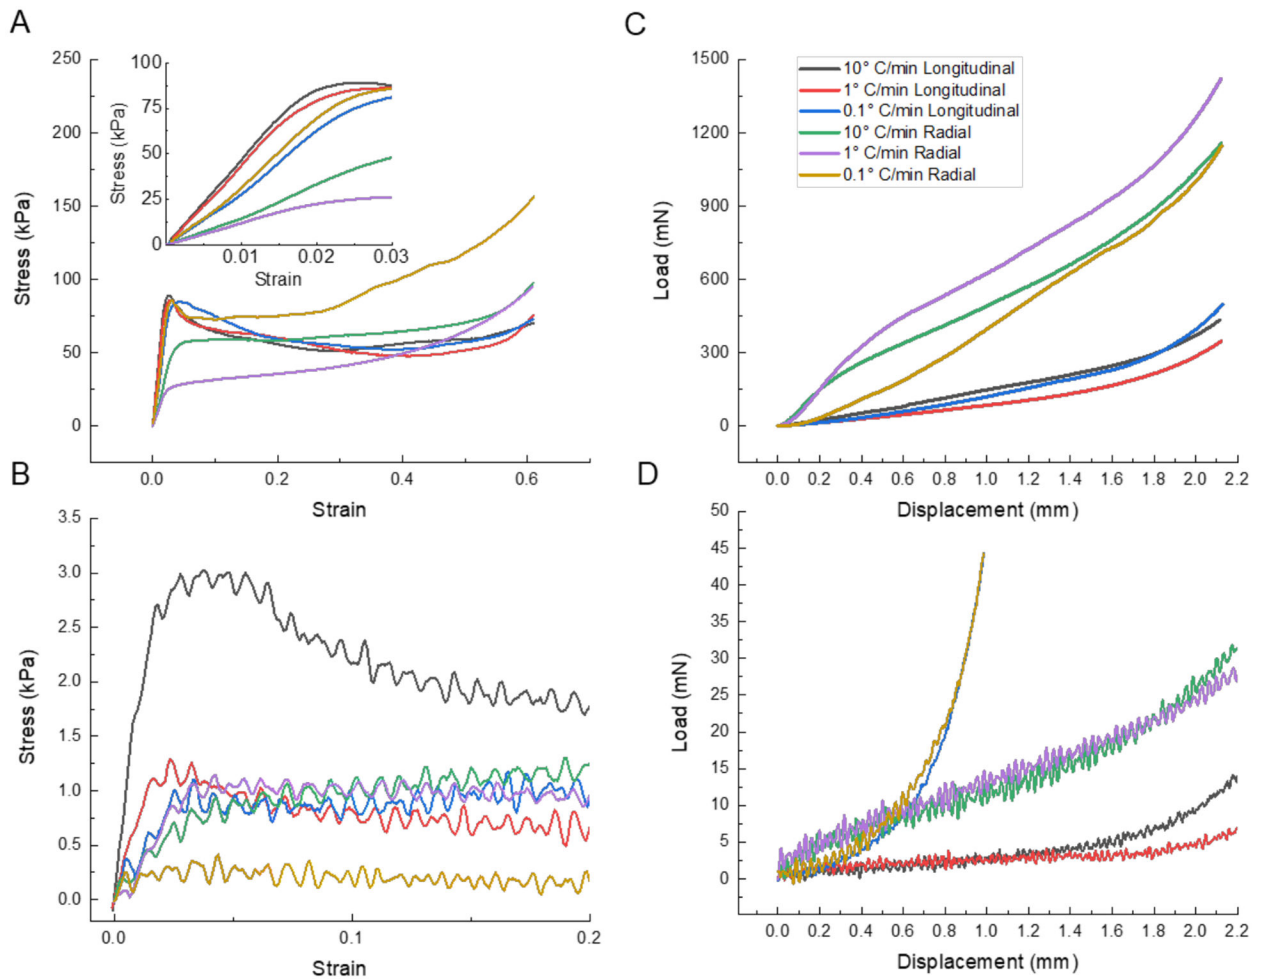 A
Stress (kPa)
250
200
150
100
50
0
0.0
0.2
0.4
0.6
Strain
Stress (kPa)
100
75
50
25
0
0.01
0.02
0.03
Strain
C
Load (mN)
1500
1200
900
600
300
0
10° C/min Longitudinal
1° C/min Longitudinal
0.1° C/min Longitudinal
10° C/min Radial
1° C/min Radial
0.1° C/min Radial
0.0 0.2 0.4 0.6 0.8 1.0 1.2 1.4 1.6 1.8 2.0 2.2
Displacement (mm)
B
Stress (kPa)
3.5
3.0
2.5
2.0
1.5
1.0
0.5
0.0
0.0
0.1
0.2
Strain
D
Load (mN)
50
45
40
35
30
25
20
15
10
5
0
0.0 0.2 0.4 0.6 0.8 1.0 1.2 1.4 1.6 1.8 2.0 2.2
Displacement (mm)